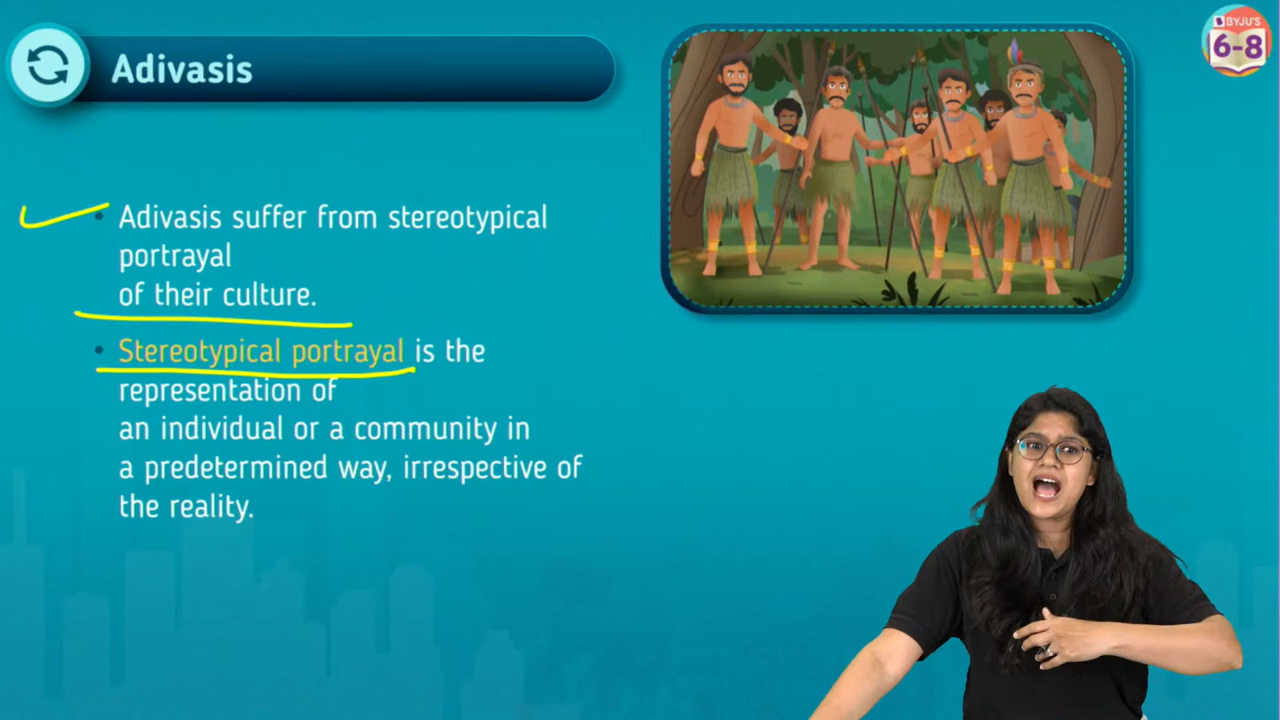 Adivasis
BYJU'S
6-8
• Adivasis suffer from stereotypical
portrayal
of their culture.
• Stereotypical portrayal is the
representation of
an individual or a community in
a predetermined way, irrespective of
the reality.